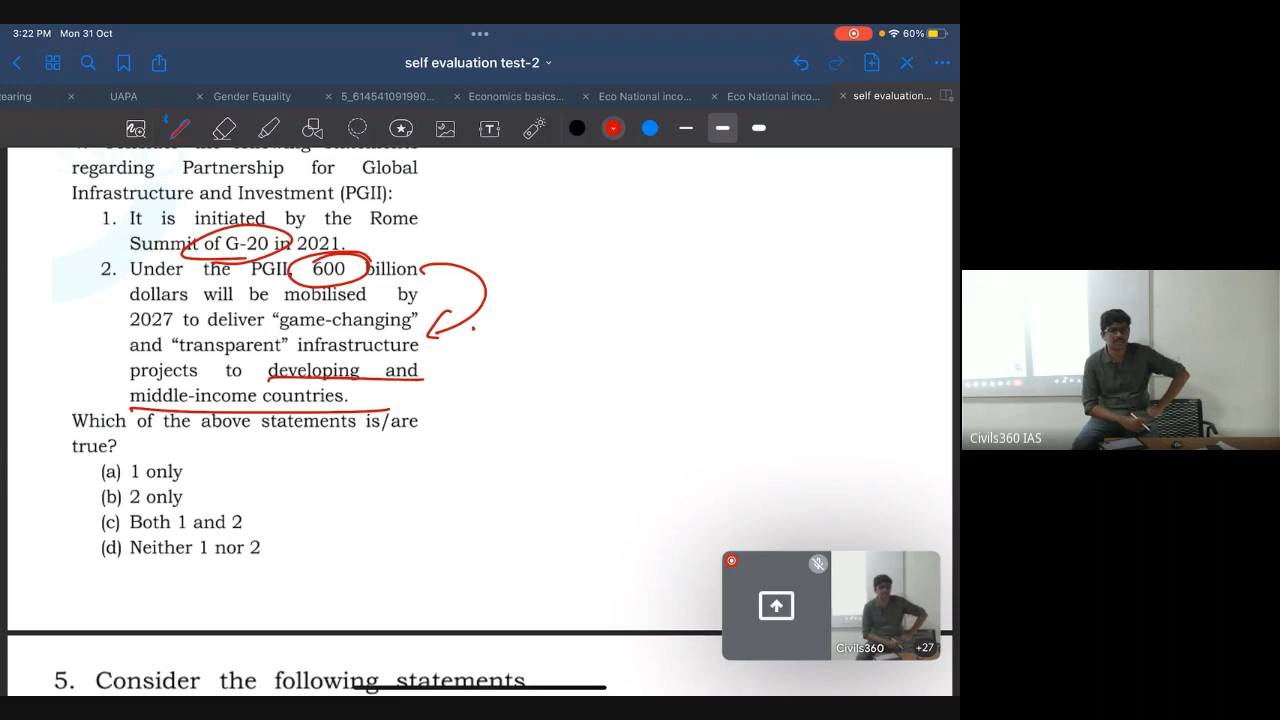 3:22 PM Mon 31 Oct
60%
self evaluation test-2
earing
UAPA
Gender Equality
5_614541091990...
Economics basics...
Eco National inco...
Eco National inco...
self evaluation...
regarding Partnership for Global
Infrastructure and Investment (PGII):
1. It is initiated by the Rome
Summit of G-20 in 2021.
2. Under the PGII, 600 billion
dollars will be mobilised by
2027 to deliver “game-changing”
and “transparent” infrastructure
projects to developing and
middle-income countries.
Which of the above statements is/are
true?
(a) 1 only
(b) 2 only
(c) Both 1 and 2
(d) Neither 1 nor 2
5. Consider the following statements
Civils360
+27
Civils360 IAS